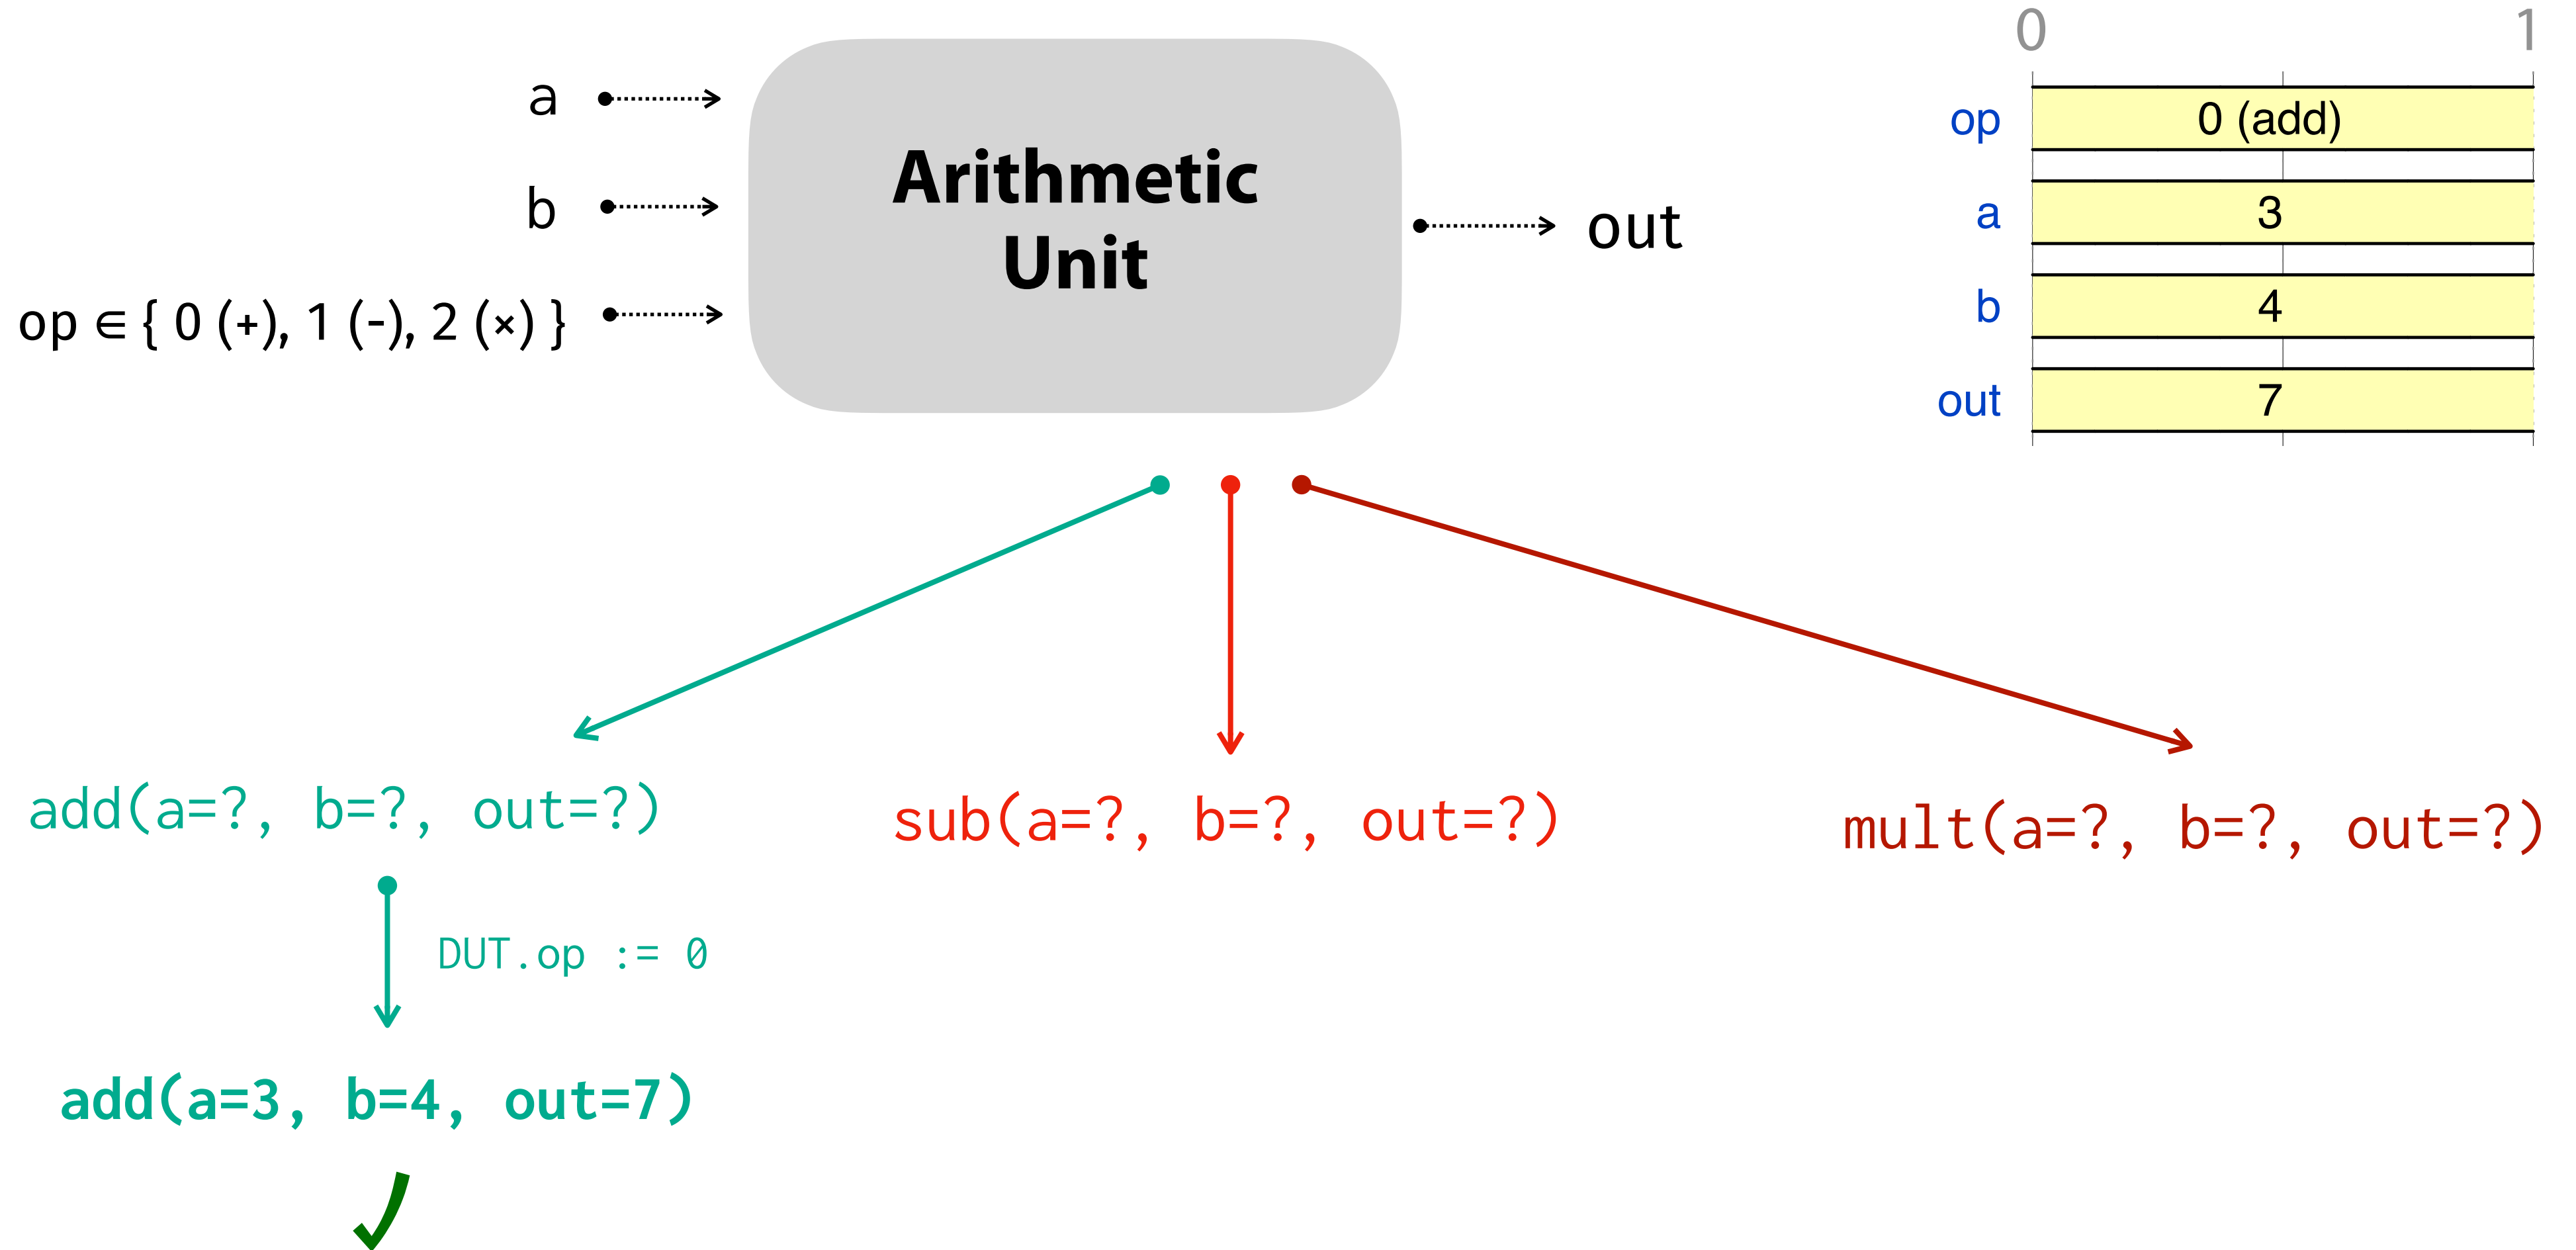 a
b
op ∈ { 0 (+), 1 (-), 2 (×) }
Arithmetic
Unit
out
0 1
op 0 (add)
a 3
b 4
out 7
add(a=?, b=?, out=?)
sub(a=?, b=?, out=?)
mult(a=?, b=?, out=?)
DUT.op := 0
add(a=3, b=4, out=7)